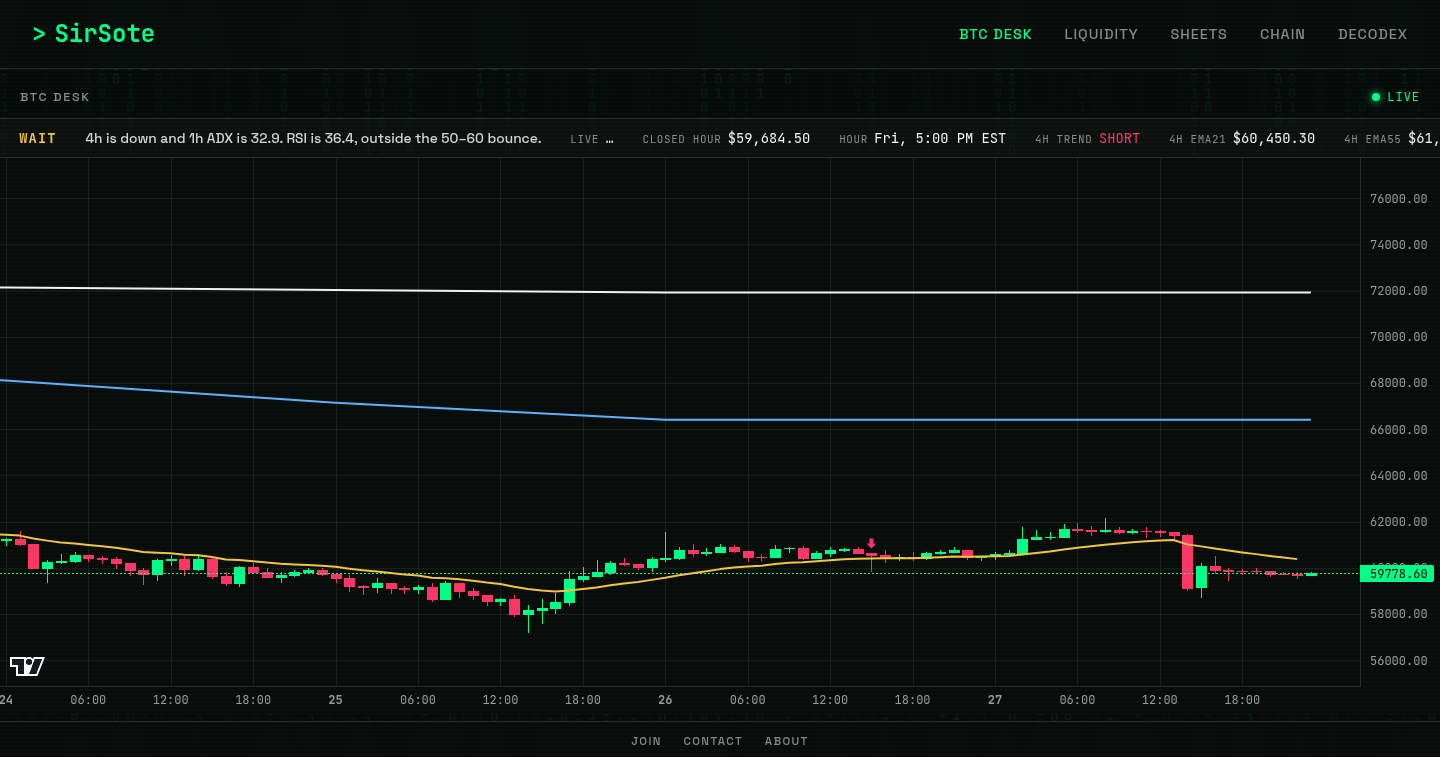 > SirSote
BTC DESK LIQUIDITY SHEETS CHAIN DECODEX
BTC DESK
LIVE
WAIT 4h is down and 1h ADX is 32.9. RSI is 36.4, outside the 50–60 bounce. LIVE … CLOSED HOUR $59,684.50 HOUR Fri, 5:00 PM EST 4H TREND SHORT 4H EMA21 $60,450.30 4H EMA55 $61,
76000.00
74000.00
72000.00
70000.00
68000.00
66000.00
64000.00
62000.00
59778.60
58000.00
56000.00
24 06:00 12:00 18:00 25 06:00 12:00 18:00 26 06:00 12:00 18:00 27 06:00 12:00 18:00
JOIN CONTACT ABOUT